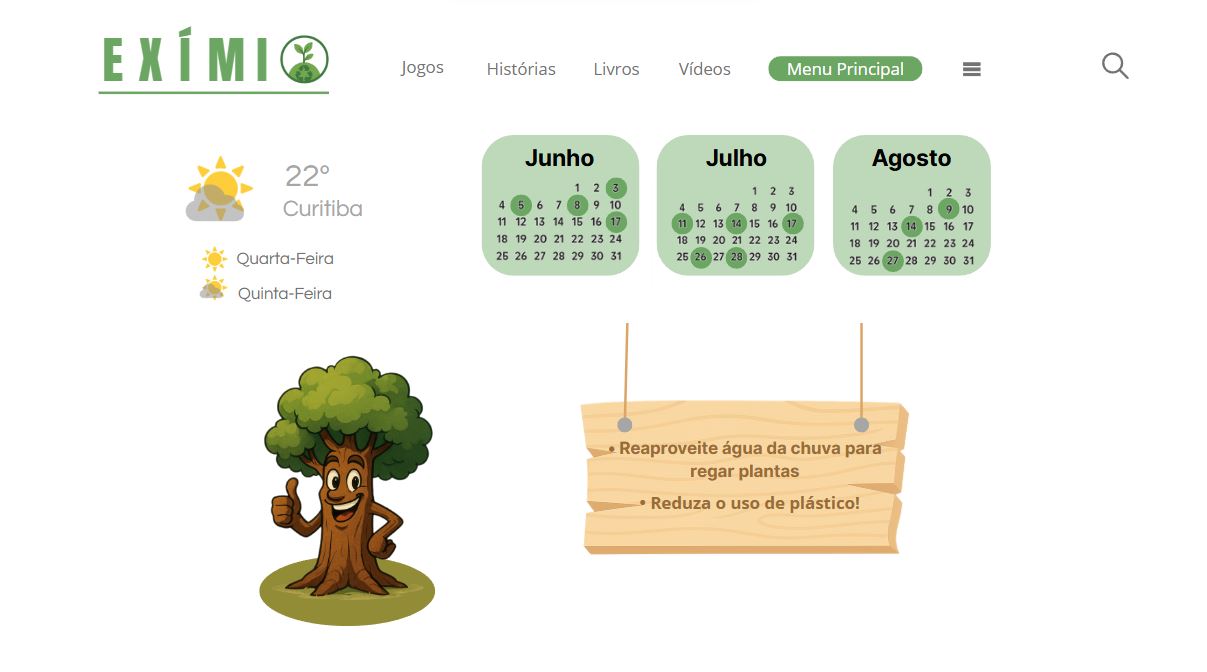 EXÍMIO
Jogos Histórias Livros Vídeos Menu Principal
22°
Curitiba
Quarta-Feira
Quinta-Feira
Junho
1 2 3
4 5 6 7 8 9 10
11 12 13 14 15 16 17
18 19 20 21 22 23 24
25 26 27 28 29 30 31
Julho
1 2 3
4 5 6 7 8 9 10
11 12 13 14 15 16 17
18 19 20 21 22 23 24
25 26 27 28 29 30 31
Agosto
1 2 3
4 5 6 7 8 9 10
11 12 13 14 15 16 17
18 19 20 21 22 23 24
25 26 27 28 29 30 31
• Reaproveite água da chuva para
regar plantas
• Reduza o uso de plástico!